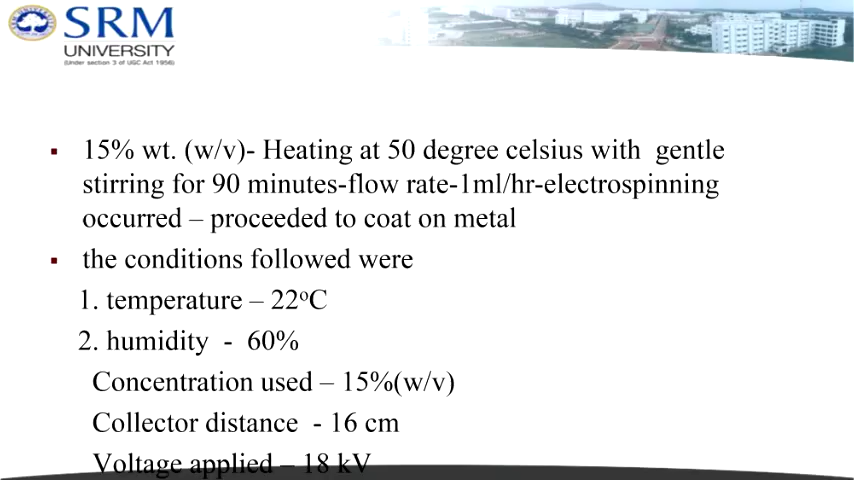 SRM
UNIVERSITY
(Under section 3 of UGC Act 1956)
▪ 15% wt. (w/v)- Heating at 50 degree celsius with gentle
stirring for 90 minutes-flow rate-1ml/hr-electrospinning
occurred – proceeded to coat on metal
▪ the conditions followed were
1. temperature – 22ºC
2. humidity - 60%
Concentration used – 15%(w/v)
Collector distance - 16 cm
Voltage applied – 18 kV